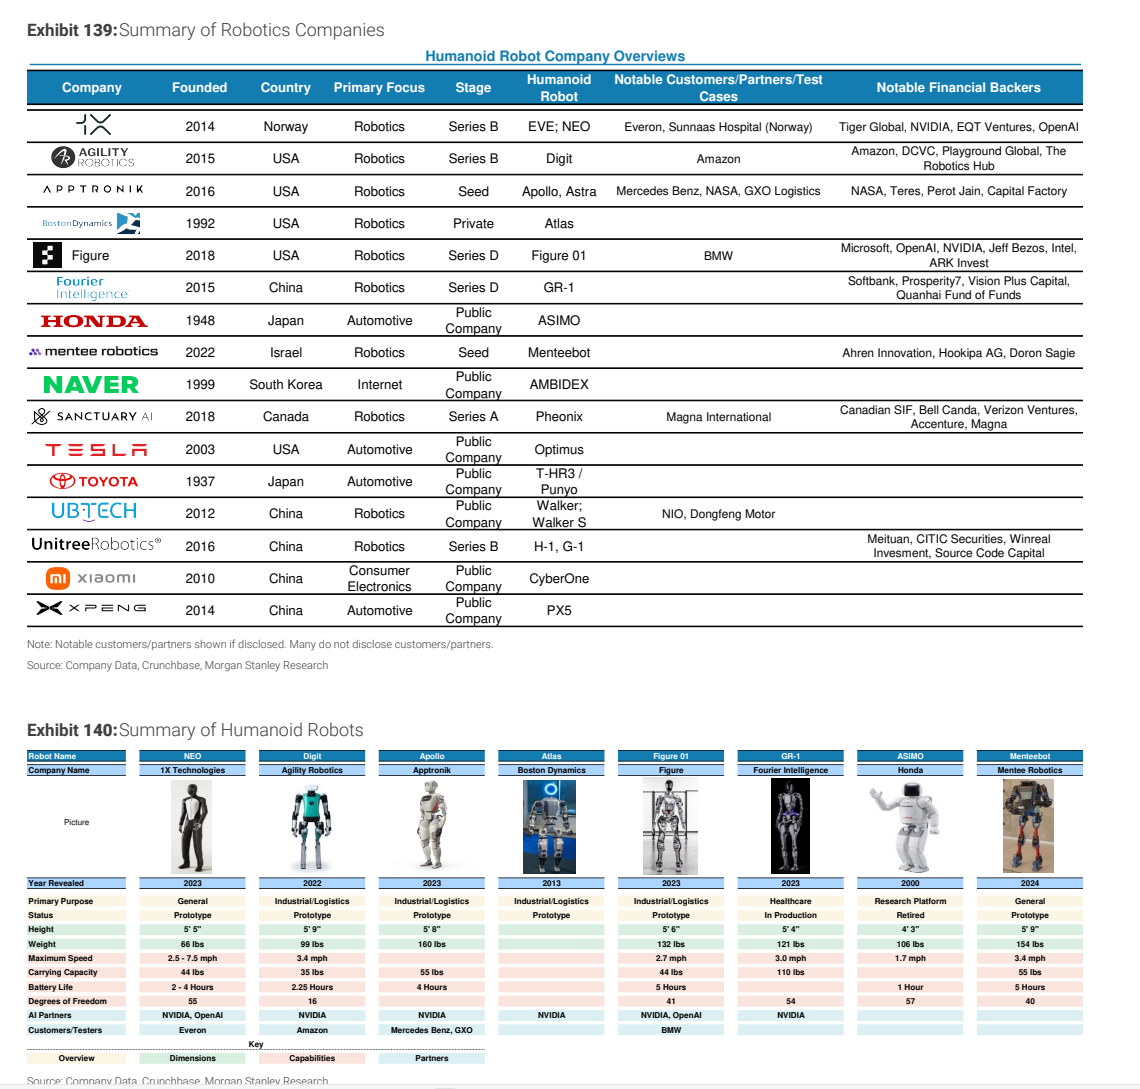 Exhibit 139: Summary of Robotics Companies
Humanoid Robot Company Overviews
Company Founded Country Primary Focus Stage Humanoid Robot Notable Customers/Partners/Test Cases Notable Financial Backers
1X 2014 Norway Robotics Series B EVE; NEO Everon, Sunnaas Hospital (Norway) Tiger Global, NVIDIA, EQT Ventures, OpenAI
AGILITY ROBOTICS 2015 USA Robotics Series B Digit Amazon Amazon, DCVC, Playground Global, The Robotics Hub
APPTRONIK 2016 USA Robotics Seed Apollo, Astra Mercedes Benz, NASA, GXO Logistics NASA, Teres, Perot Jain, Capital Factory
BostonDynamics 1992 USA Robotics Private Atlas
Figure 2018 USA Robotics Series D Figure 01 BMW Microsoft, OpenAI, NVIDIA, Jeff Bezos, Intel, ARK Invest
Fourier Intelligence 2015 China Robotics Series D GR-1 Softbank, Prosperity7, Vision Plus Capital, Quanhai Fund of Funds
HONDA 1948 Japan Automotive Public Company ASIMO
mentee robotics 2022 Israel Robotics Seed Menteebot Ahren Innovation, Hookipa AG, Doron Sagie
NAVER 1999 South Korea Internet Public Company AMBIDEX
SANCTUARY AI 2018 Canada Robotics Series A Pheonix Magna International Canadian SIF, Bell Canda, Verizon Ventures, Accenture, Magna
TESLA 2003 USA Automotive Public Company Optimus
TOYOTA 1937 Japan Automotive Public Company T-HR3 / Punyo
UBTECH 2012 China Robotics Public Company Walker; Walker S NIO, Dongfeng Motor
UnitreeRobotics® 2016 China Robotics Series B H-1, G-1 Meituan, CITIC Securities, Winreal Invesment, Source Code Capital
mi xiaomi 2010 China Consumer Electronics Public Company CyberOne
XPENG 2014 China Automotive Public Company PX5
Note: Notable customers/partners shown if disclosed. Many do not disclose customers/partners.
Source: Company Data, Crunchbase, Morgan Stanley Research
Exhibit 140: Summary of Humanoid Robots
Robot Name NEO Digit Apollo Atlas Figure 01 GR-1 ASIMO Menteebot
Company Name 1X Technologies Agility Robotics Apptronik Boston Dynamics Figure Fourier Intelligence Honda Mentee Robotics
Picture
Year Revealed 2023 2022 2023 2013 2023 2023 2000 2024
Primary Purpose General Industrial/Logistics Industrial/Logistics Industrial/Logistics Industrial/Logistics Healthcare Research Platform General
Status Prototype Prototype Prototype Prototype Prototype In Production Retired Prototype
Height 5' 5" 5' 9" 5' 8" 5' 6" 5' 4" 4' 3" 5' 9"
Weight 66 lbs 99 lbs 160 lbs 132 lbs 121 lbs 106 lbs 154 lbs
Maximum Speed 2.5 - 7.5 mph 3.4 mph 2.7 mph 3.0 mph 1.7 mph 3.4 mph
Carrying Capacity 44 lbs 35 lbs 55 lbs 44 lbs 110 lbs 55 lbs
Battery Life 2 - 4 Hours 2.25 Hours 4 Hours 5 Hours 1 Hour 5 Hours
Degrees of Freedom 55 16 41 54 57 40
AI Partners NVIDIA, OpenAI NVIDIA NVIDIA NVIDIA NVIDIA, OpenAI NVIDIA
Customers/Testers Everon Amazon Mercedes Benz, GXO BMW
Key
Overview Dimensions Capabilities Partners
Source: Company Data, Crunchbase, Morgan Stanley Research